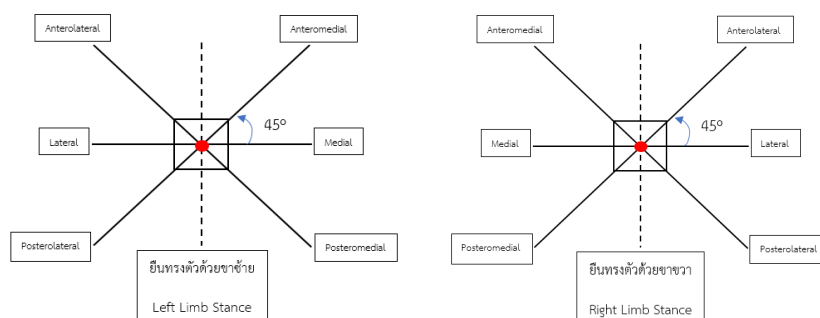 Anterolateral
Anteromedial
45º
Lateral
Medial
Posterolateral
Posteromedial
ยืนทรงตัวด้วยขาซ้าย
Left Limb Stance
Anteromedial
Anterolateral
45º
Medial
Lateral
Posteromedial
Posterolateral
ยืนทรงตัวด้วยขาขวา
Right Limb Stance